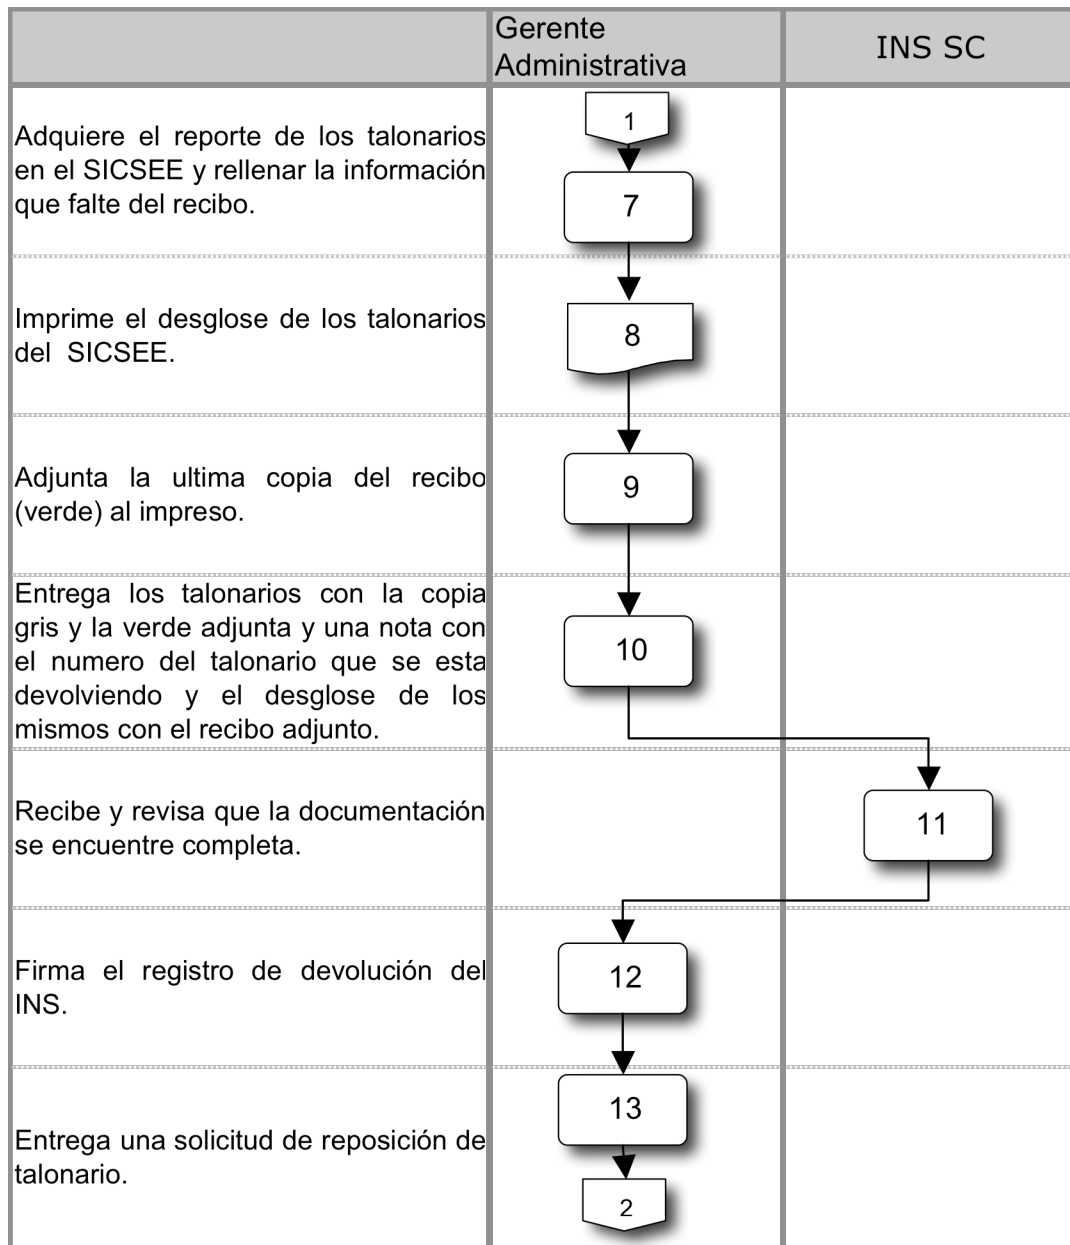 Gerente
Administrativa
INS SC
Adquiere el reporte de los talonarios
en el SICSEE y rellenar la información
que falte del recibo.
1
7
Imprime el desglose de los talonarios
del SICSEE.
8
Adjunta la ultima copia del recibo
(verde) al impreso.
9
Entrega los talonarios con la copia
gris y la verde adjunta y una nota con
el numero del talonario que se esta
devolviendo y el desglose de los
mismos con el recibo adjunto.
10
Recibe y revisa que la documentación
se encuentre completa.
11
Firma el registro de devolución del
INS.
12
Entrega una solicitud de reposición de
talonario.
13
2